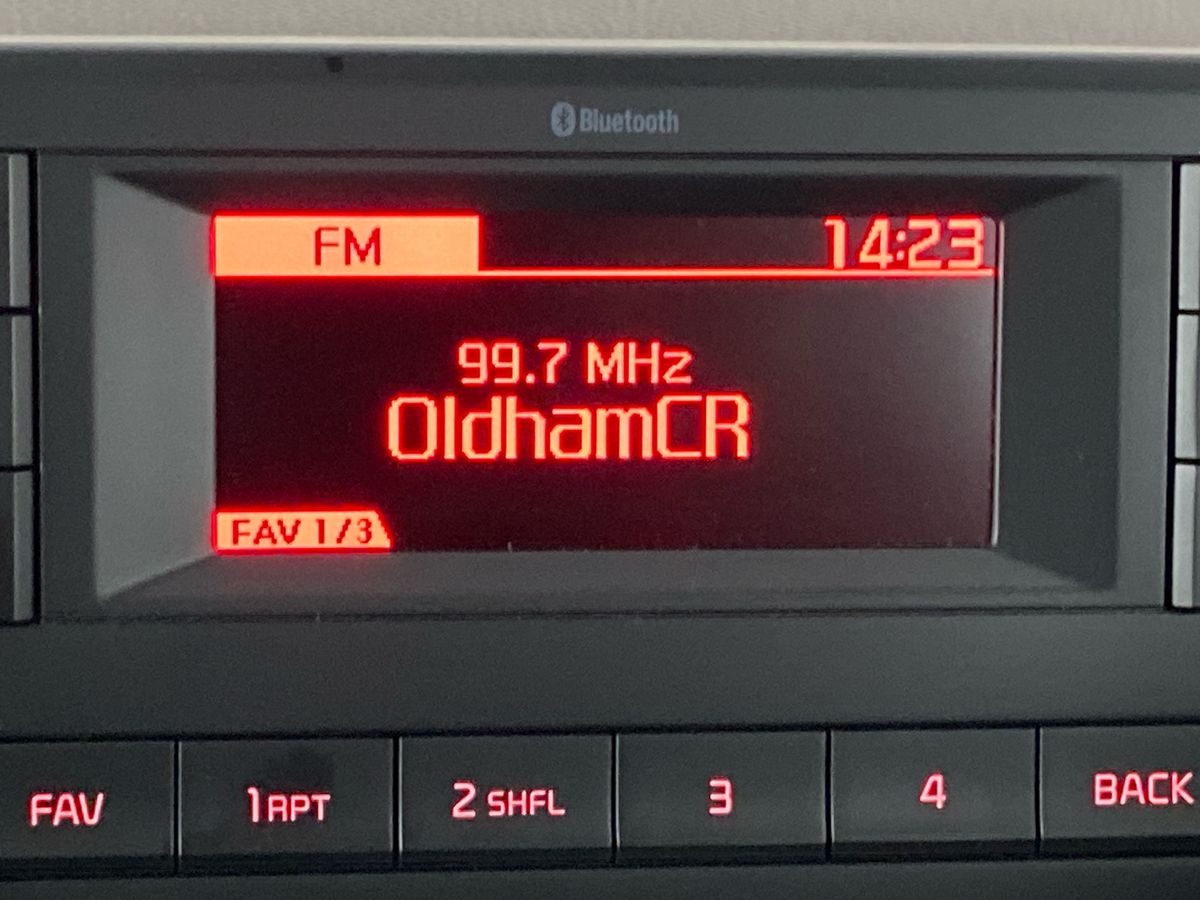 Bluetooth
FM 14:23
99.7 MHz
OldhamCR
FAV 1/3
FAV 1 RPT 2 SHFL 3 4 BACK